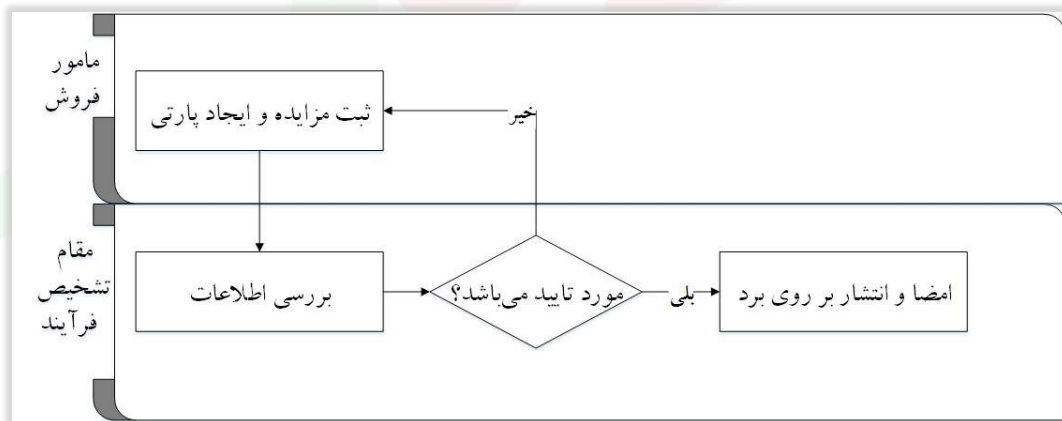 مامور
فروش
ثبت مزایده و ایجاد پارتی
خیر
مقام
تشخیص
فرآیند
بررسی اطلاعات
مورد تایید می‌باشد؟
بلی
امضا و انتشار بر روی برد